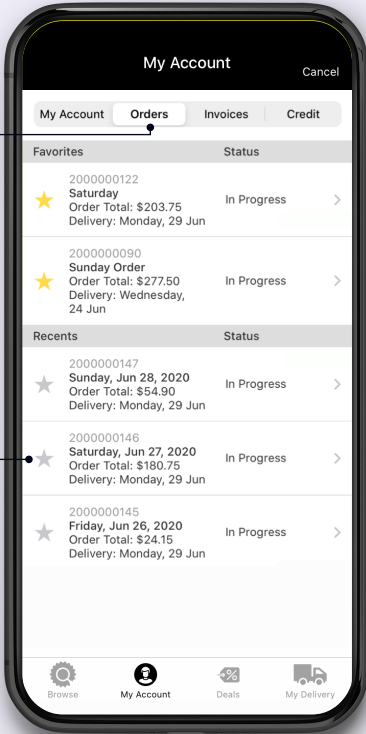 My Account
Cancel
My Account Orders Invoices Credit
Favorites Status
2000000122
Saturday
Order Total: $203.75
Delivery: Monday, 29 Jun
In Progress
2000000090
Sunday Order
Order Total: $277.50
Delivery: Wednesday,
24 Jun
In Progress
Recents Status
2000000147
Sunday, Jun 28, 2020
Order Total: $54.90
Delivery: Monday, 29 Jun
In Progress
2000000146
Saturday, Jun 27, 2020
Order Total: $180.75
Delivery: Monday, 29 Jun
In Progress
2000000145
Friday, Jun 26, 2020
Order Total: $24.15
Delivery: Monday, 29 Jun
In Progress
Browse My Account Deals My Delivery